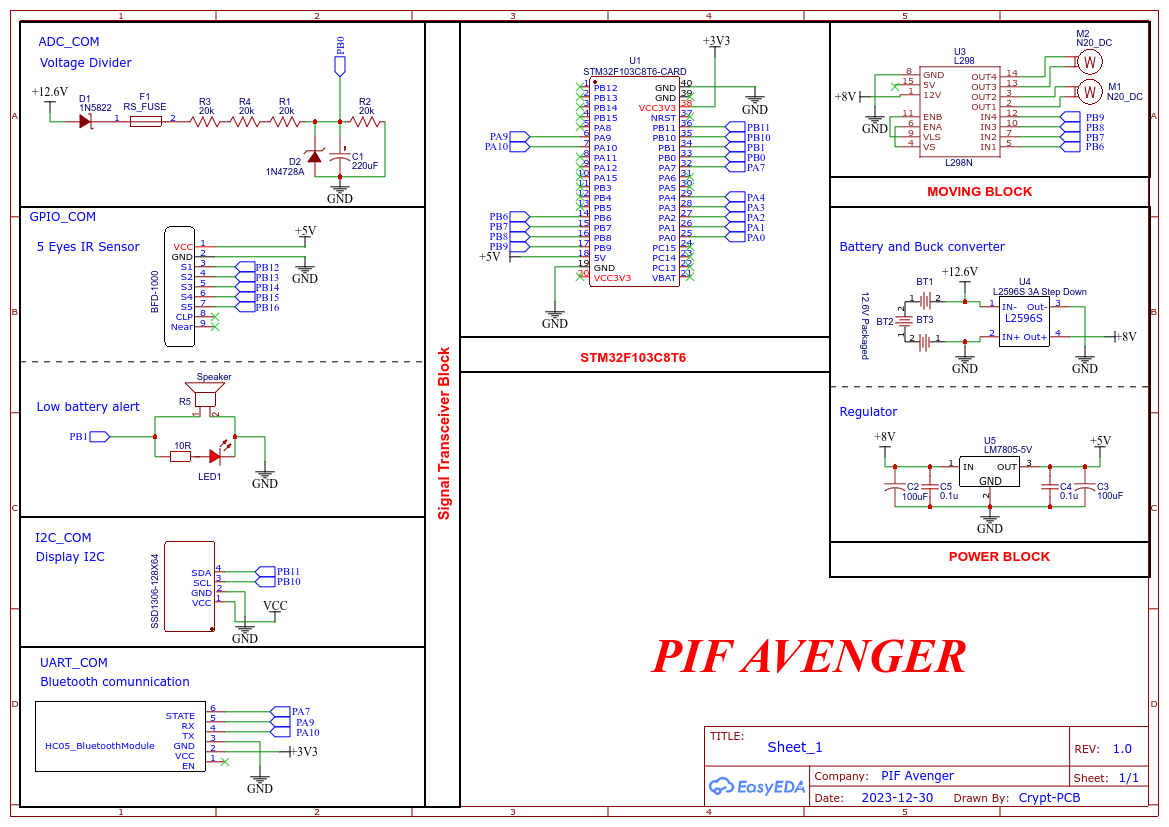 1 2 3 4 5
A B C D
ADC_COM
Voltage Divider
+12.6V
D1
1N5822
1
F1
RS_FUSE
2
R3
20k
R4
20k
R1
20k
PB0
R2
20k
D2
1N4728A
C1
220uF
GND
GPIO_COM
5 Eyes IR Sensor
BFD-1000
VCC 1
GND 2
S1 3 PB12
S2 4 PB13
S3 5 PB14
S4 6 PB15
S5 7 PB16
CLP 8
Near 9
+5V
GND
Low battery alert
Speaker
R5
1 2
PB1
10R
LED1
GND
I2C_COM
Display I2C
SSD1306-128X64
SDA 4 PB11
SCL 3 PB10
GND 2
VCC 1
VCC
GND
UART_COM
Bluetooth comunnication
HC05_BluetoothModule
STATE 6 PA7
RX 5 PA9
TX 4 PA10
GND 3
VCC 2 +3V3
EN 1
GND
Signal Transceiver Block
U1
STM32F103C8T6-CARD
+3V3
1 PB12 GND 40
2 PB13 GND 39
3 PB14 VCC3V3 38
4 PB15 NRST 37
5 PA8 PB11 36 PB11
PA9 6 PA9 PB10 35 PB10
PA10 7 PA10 PB1 34 PB1
8 PA11 PB0 33 PB0
9 PA12 PA7 32 PA7
10 PA15 PA6 31
11 PB3 PA5 30
12 PB4 PA4 29 PA4
13 PB5 PA3 28 PA3
PB6 14 PB6 PA2 27 PA2
PB7 15 PB7 PA1 26 PA1
PB8 16 PB8 PA0 25 PA0
PB9 17 PB9 PC15 24
+5V 18 5V PC14 23
19 GND PC13 22
20 VCC3V3 VBAT 21
GND
GND
STM32F103C8T6
U3
L298
M2
N20_DC
W
M1
N20_DC
W
+8V
GND
8 GND OUT4 14
15 5V OUT3 13
1 12V OUT2 3
OUT1 2
11 ENB IN4 12 PB9
6 ENA IN3 10 PB8
9 VLS IN2 7 PB7
4 VS IN1 5 PB6
L298N
MOVING BLOCK
Battery and Buck converter
12.6V Packaged
BT1
1 2
+12.6V
BT2
2
1
BT3
2 1
GND
U4
L2596S 3A Step Down
1 IN- Out- 3
L2596S
2 IN+ Out+ 4
+8V
GND
Regulator
+8V
U5
LM7805-5V
+5V
1 IN OUT 3
GND
2
C2
100uF
C5
0.1u
C4
0.1u
C3
100uF
GND
POWER BLOCK
PIF AVENGER
TITLE:
Sheet_1
REV: 1.0
EasyEDA
Company: PIF Avenger
Sheet: 1/1
Date: 2023-12-30 Drawn By: Crypt-PCB
A B C D
1 2 3 4 5